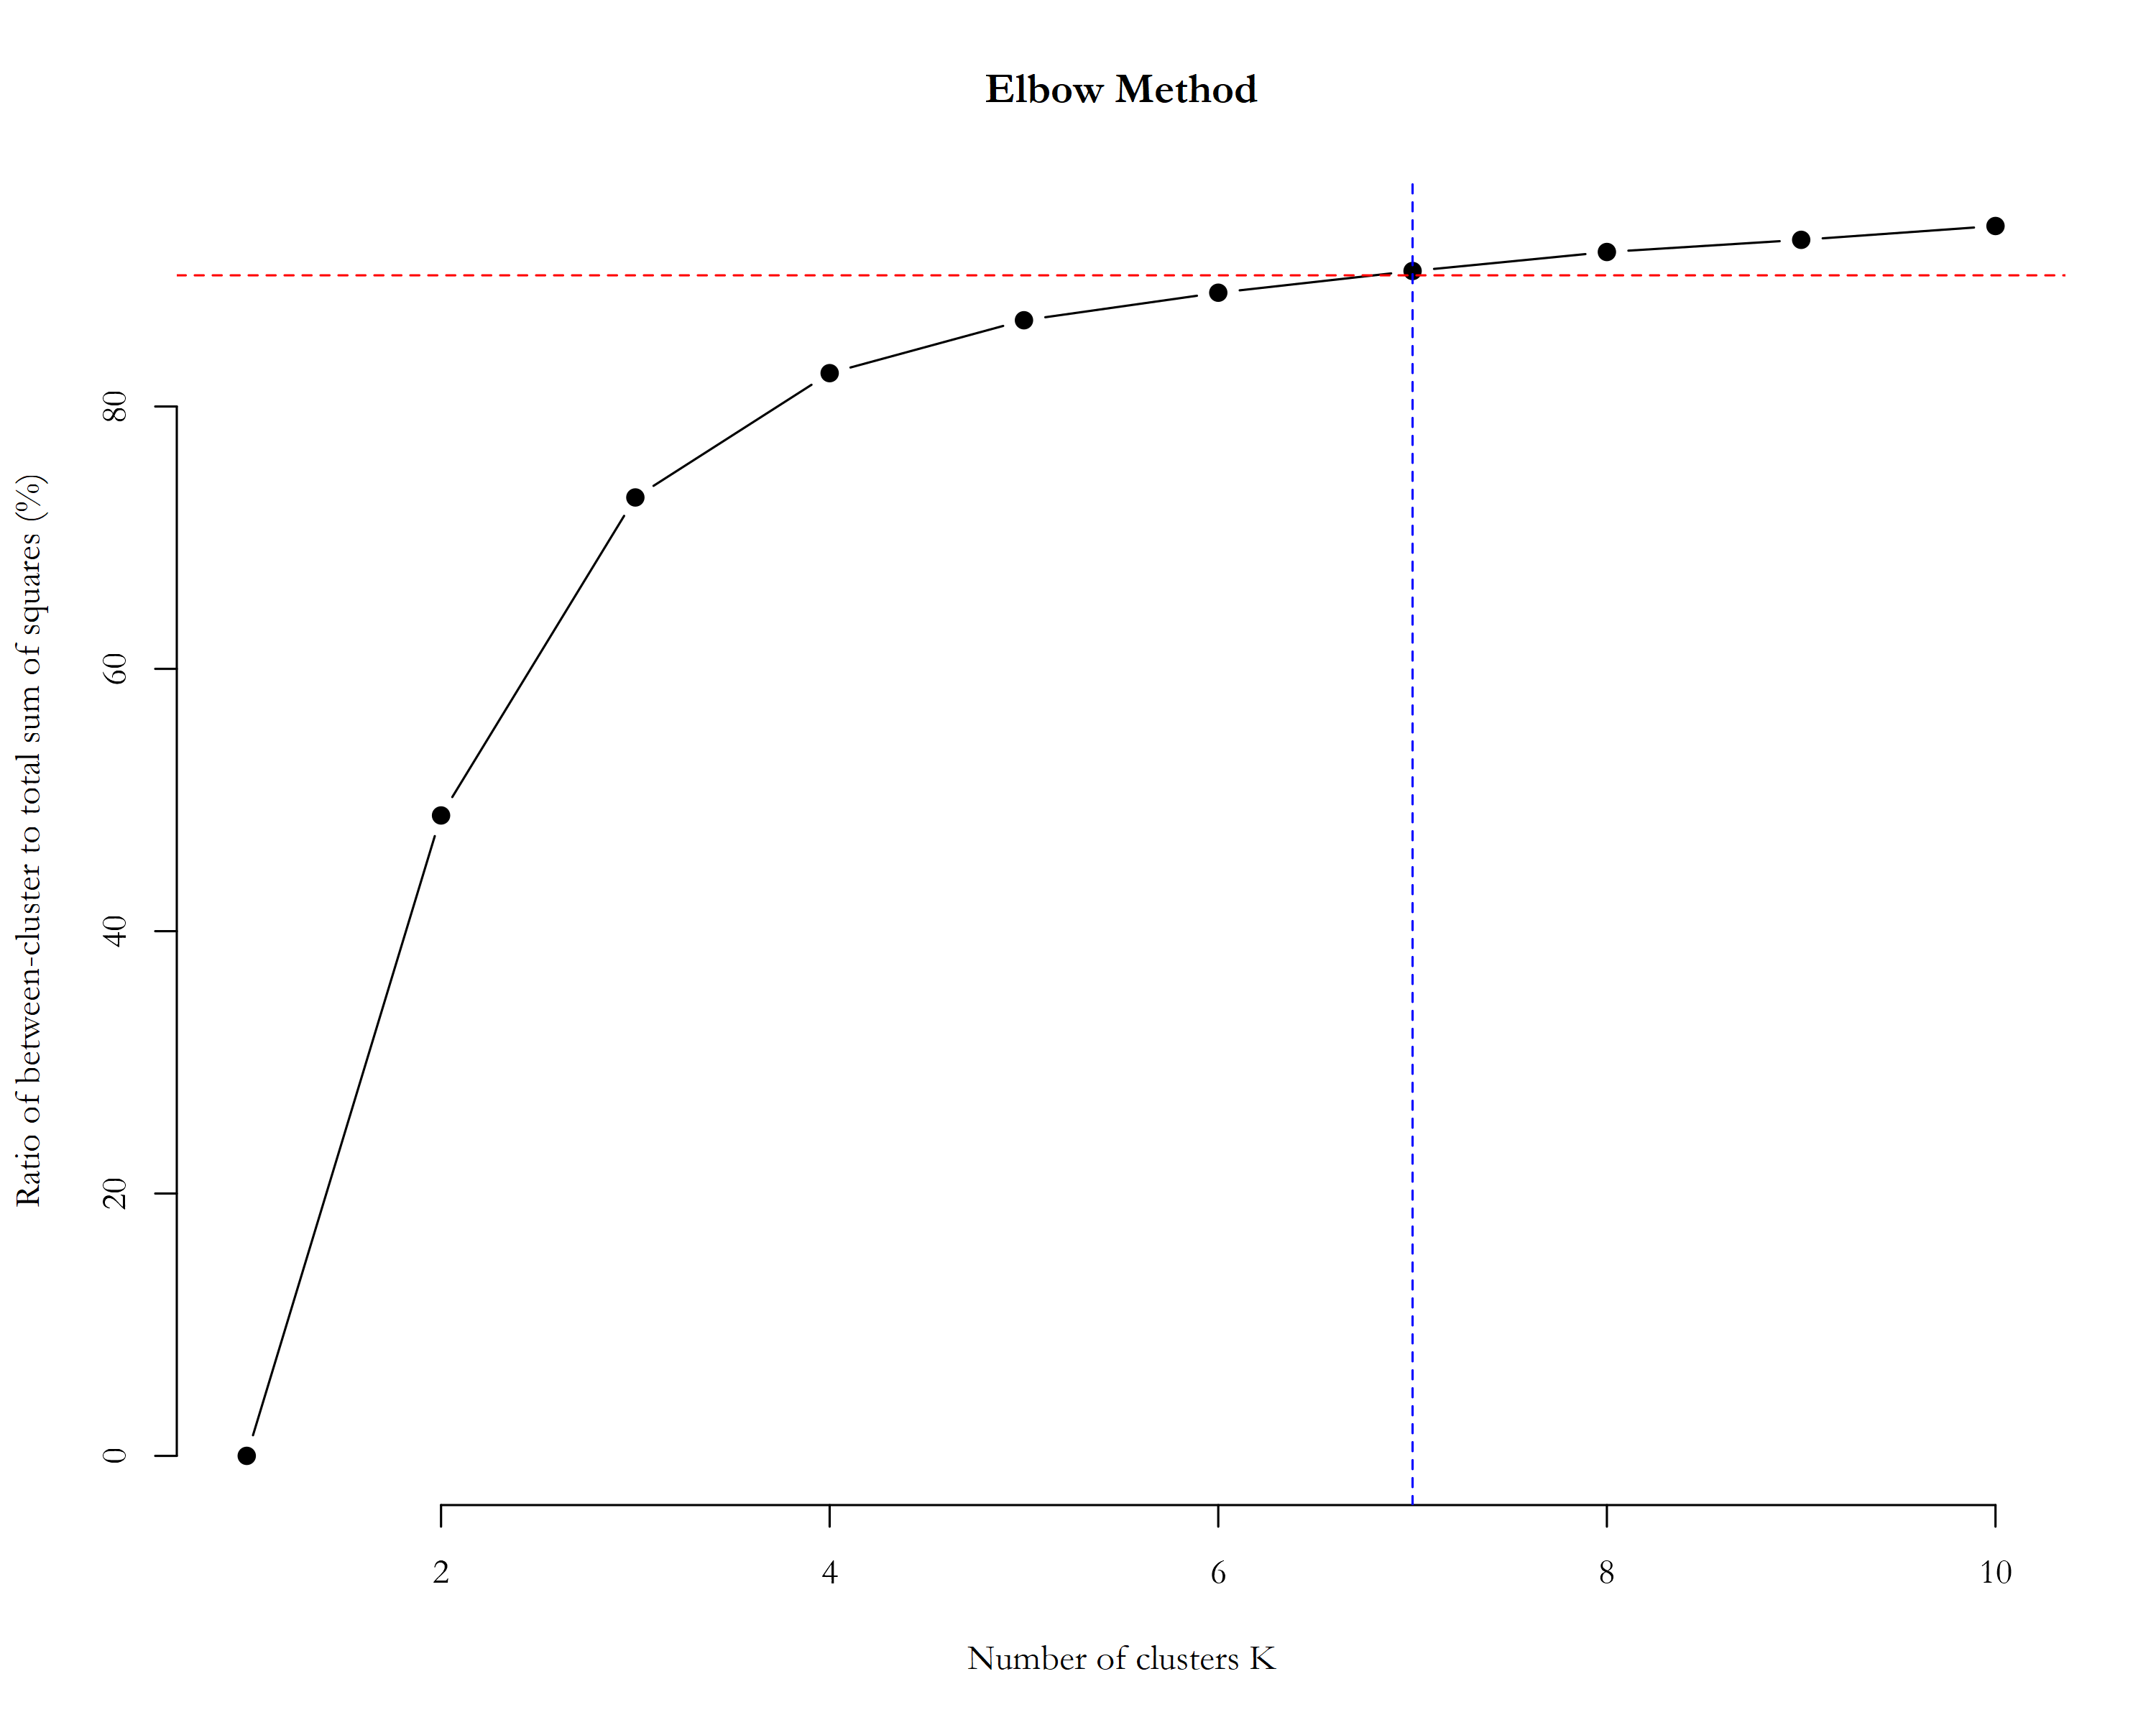 Elbow Method
Ratio of between-cluster to total sum of squares (%)
80
60
40
20
0
2 4 6 8 10
Number of clusters K